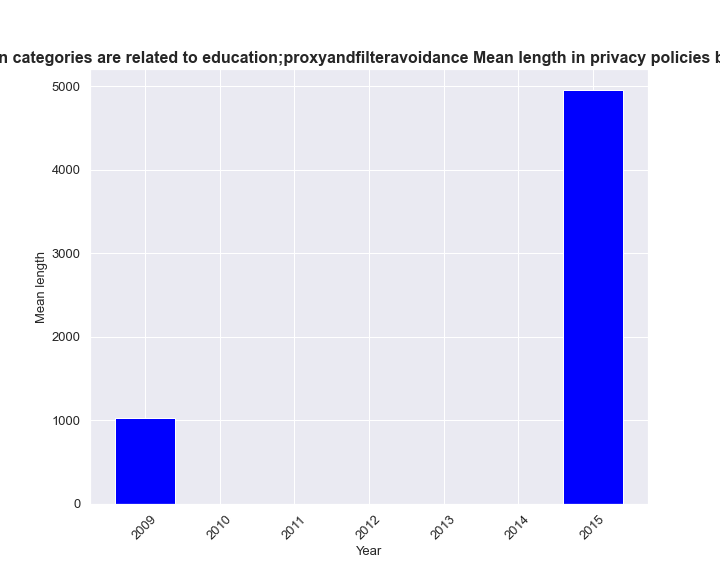 n categories are related to education;proxyandfilteravoidance Mean length in privacy policies b
5000
4000
3000
2000
1000
0
Mean length
2009 2010 2011 2012 2013 2014 2015
Year